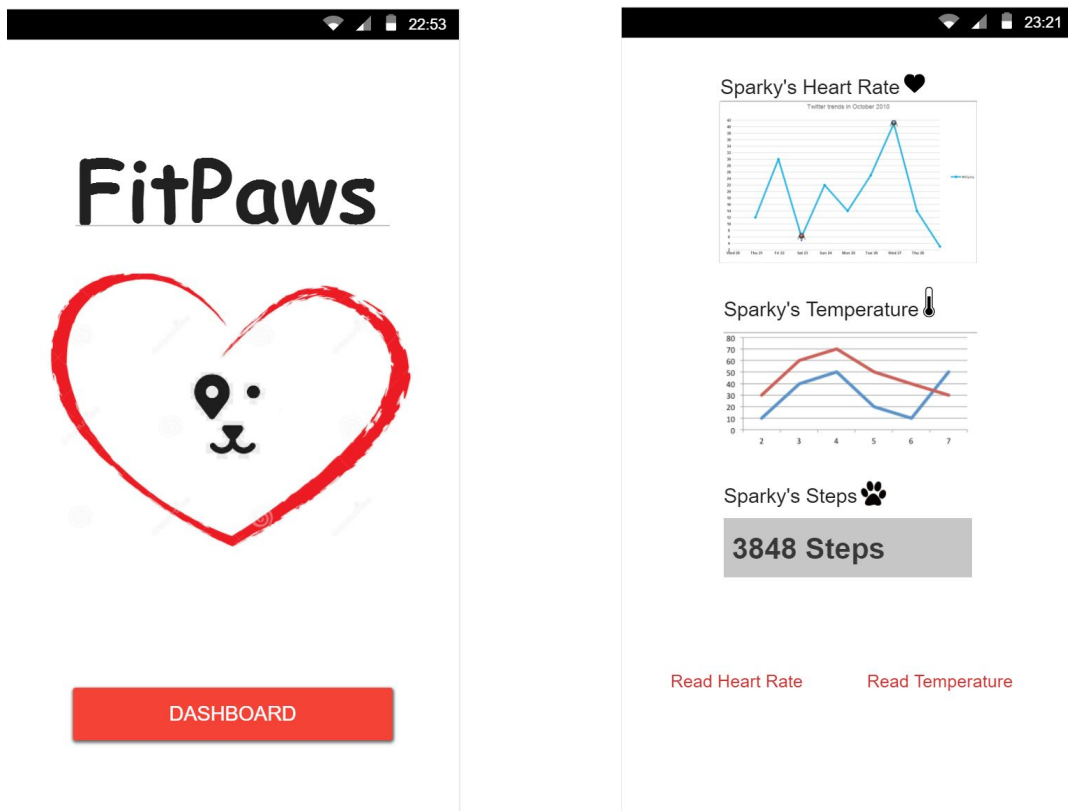 22:53
FitPaws
DASHBOARD
23:21
Sparky's Heart Rate
Twitter trends in October 2010
Sparky's Temperature
80
70
60
50
40
30
20
10
0
2 3 4 5 6 7
Sparky's Steps
3848 Steps
Read Heart Rate Read Temperature